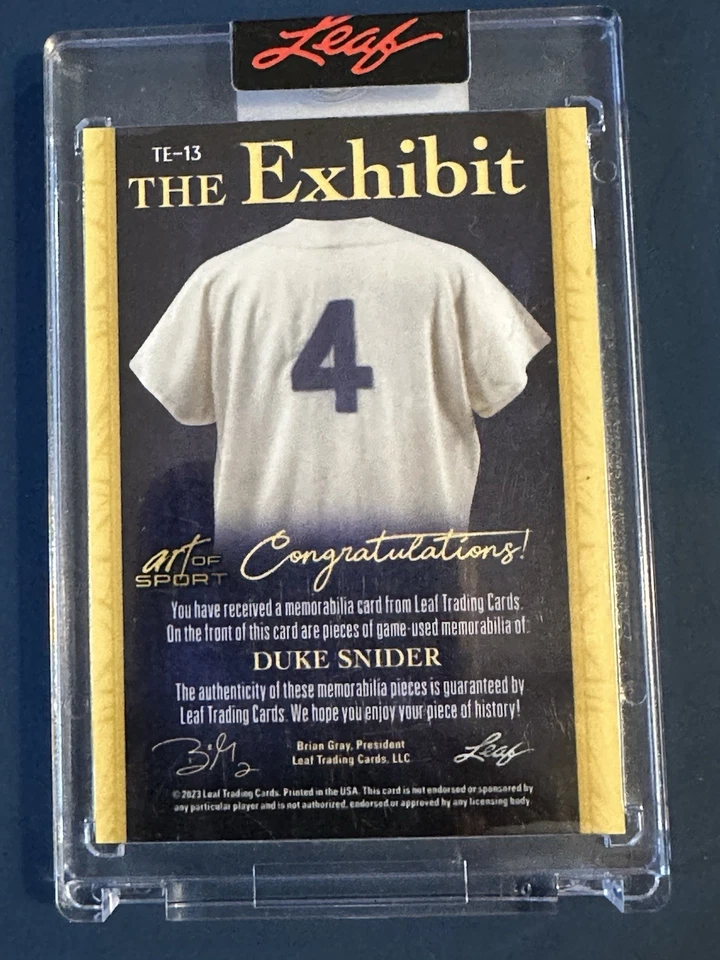 Leaf
TE-13
THE Exhibit
4
art OF
SPORT
Congratulations!
You have received a memorabilia card from Leaf Trading Cards.
On the front of this card are pieces of game-used memorabilia of:
DUKE SNIDER
The authenticity of these memorabilia pieces is guaranteed by
Leaf Trading Cards. We hope you enjoy your piece of history!
Brian Gray, President
Leaf Trading Cards, LLC
Leaf
©2023 Leaf Trading Cards. Printed in the USA. This card is not endorsed or sponsored by
any particular player and is not authorized, endorsed or approved by any licensing body